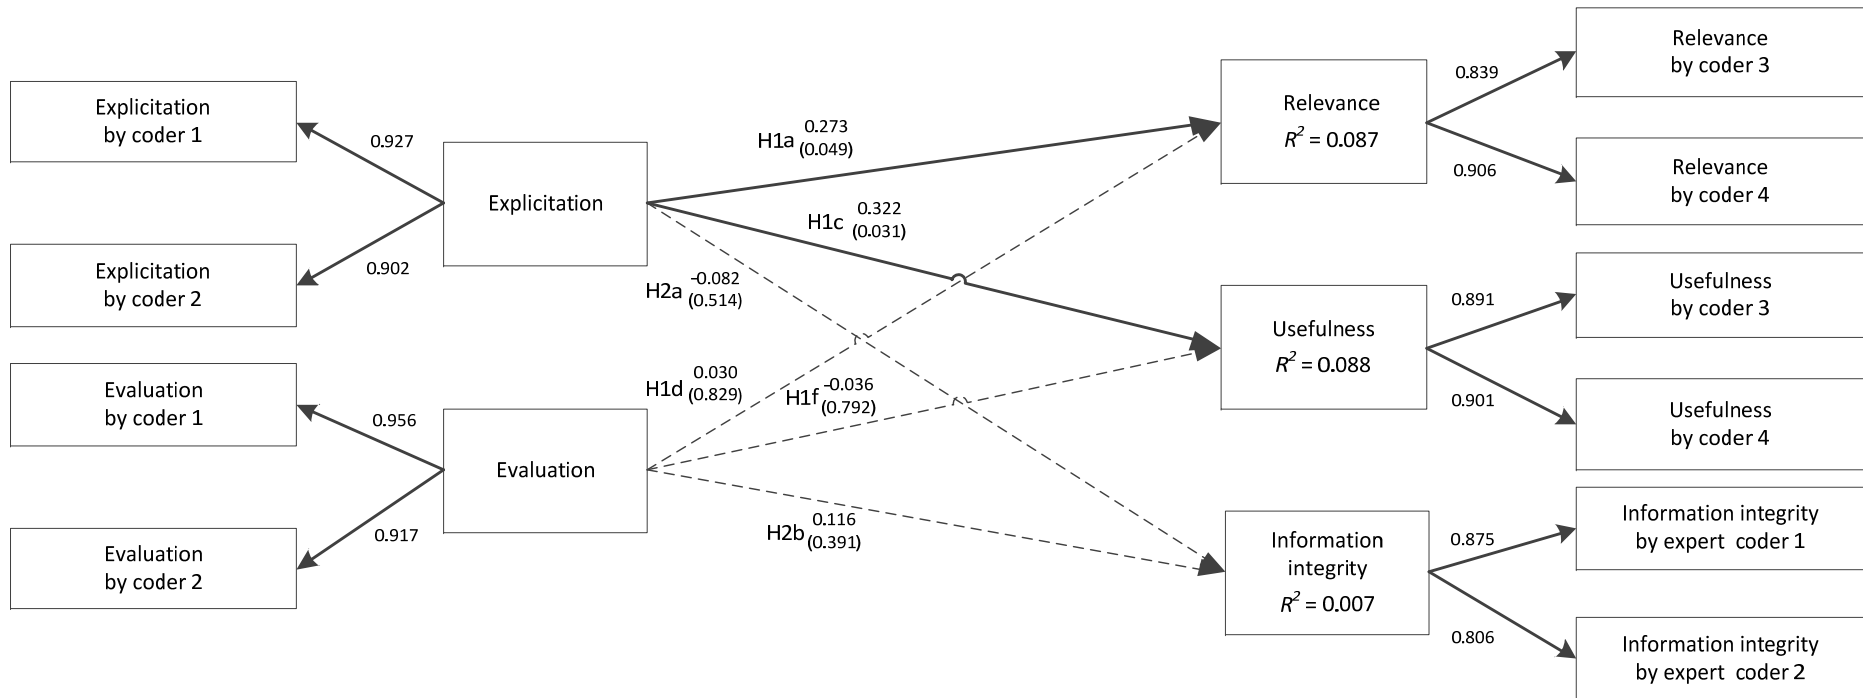 Explicitation
by coder 1
Explicitation
by coder 2
Evaluation
by coder 1
Evaluation
by coder 2
0.927
0.902
0.956
0.917
Explicitation
Evaluation
H1a 0.273
(0.049)
H1c 0.322
(0.031)
H2a -0.082
(0.514)
H1d 0.030
(0.829)
H1f -0.036
(0.792)
H2b 0.116
(0.391)
Relevance
R² = 0.087
Usefulness
R² = 0.088
Information
integrity
R² = 0.007
0.839
0.906
0.891
0.901
0.875
0.806
Relevance
by coder 3
Relevance
by coder 4
Usefulness
by coder 3
Usefulness
by coder 4
Information integrity
by expert coder 1
Information integrity
by expert coder 2